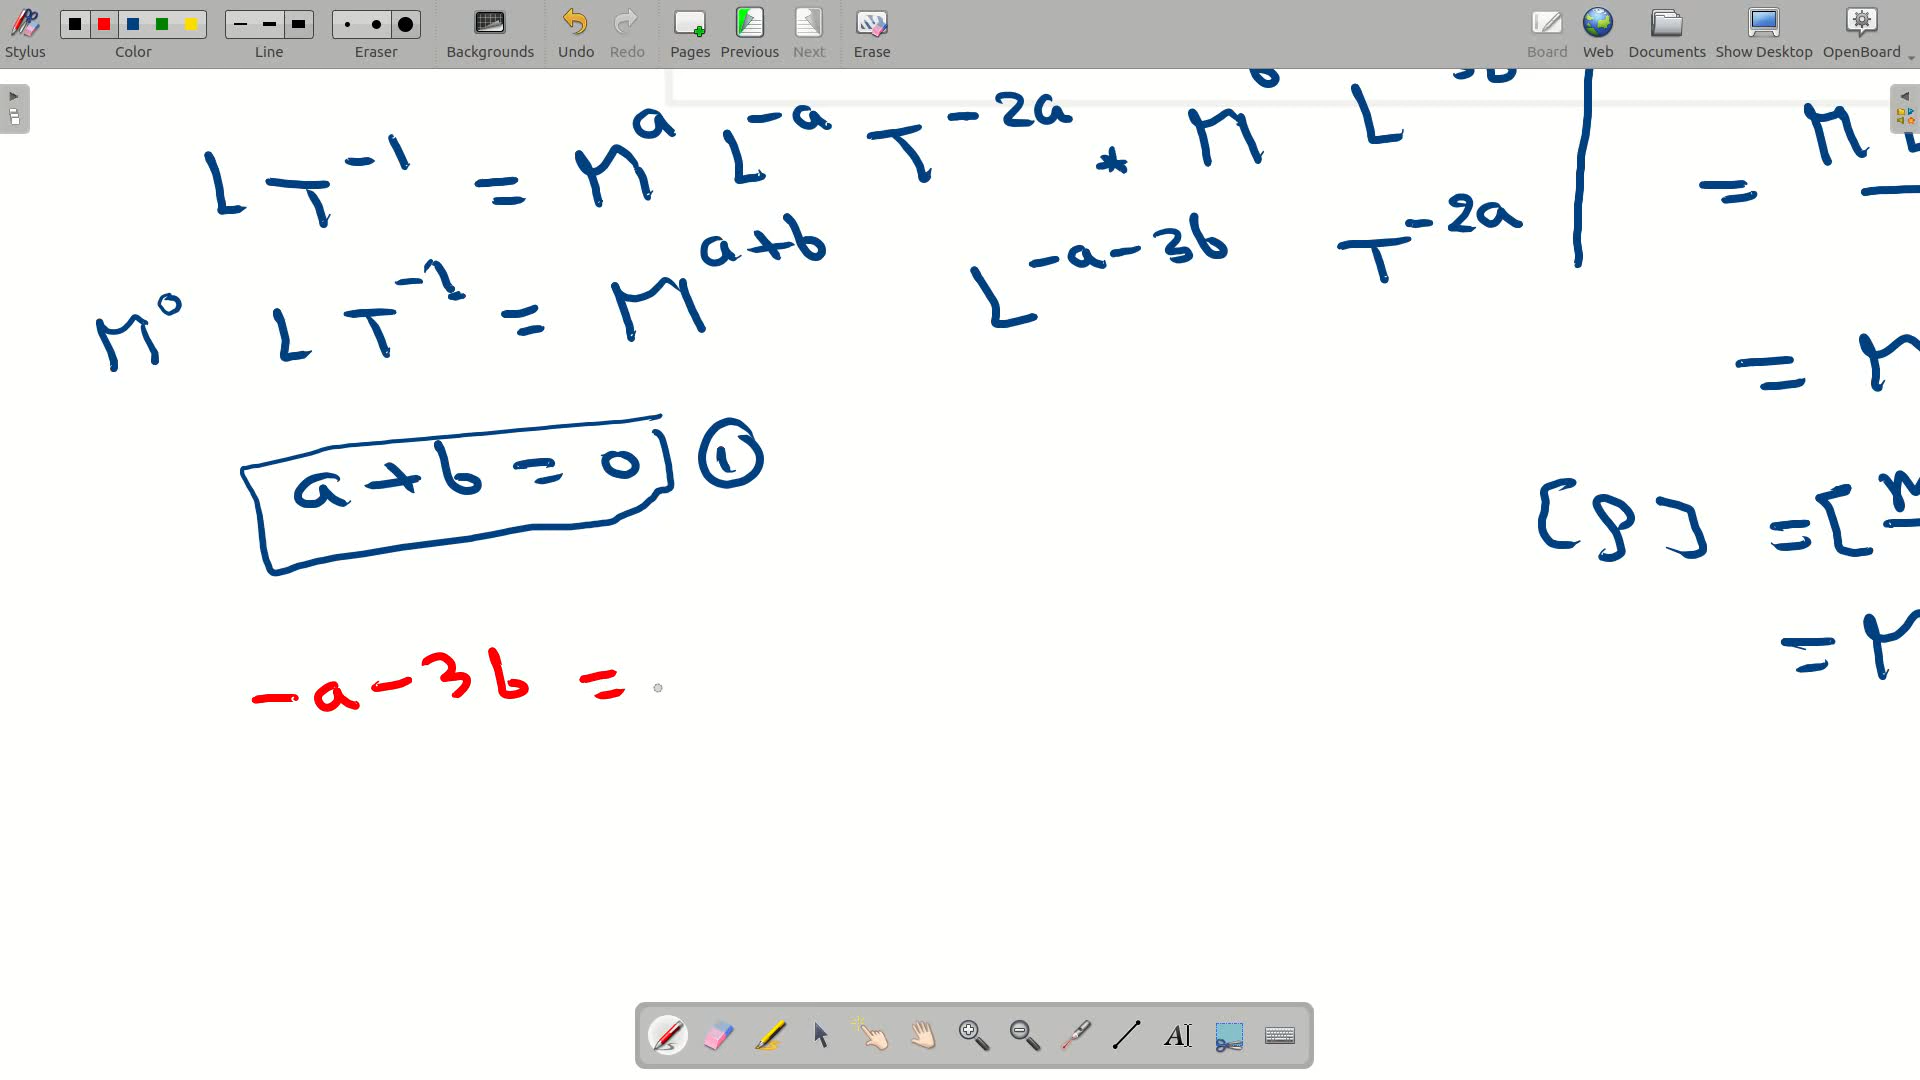 Stylus Color Line Eraser Backgrounds Undo Redo Pages Previous Next Erase Board Web Documents Show Desktop OpenBoard
L T⁻¹ = Mᵃ L⁻ᵃ T⁻²ᵃ * M L
= M
M⁰ L T⁻¹ = Mᵃ⁺ᵇ L⁻ᵃ⁻³ᵇ T⁻²ᵃ
= M
a + b = 0 ①
[ρ] = [m
-a - 3b =
AI